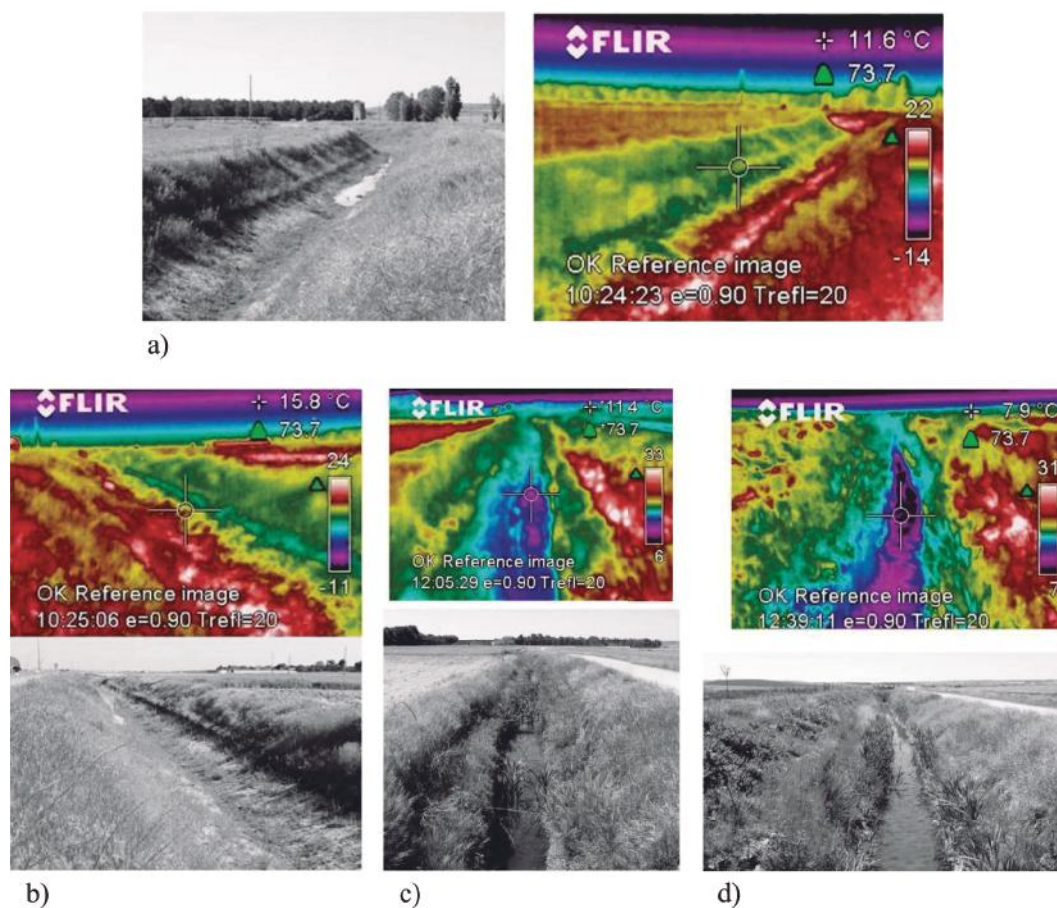 FLIR 11.6 °C
73.7
22
-14
OK Reference image
10:24:23 e=0.90 Trefl=20
a)
FLIR 15.8 °C
73.7
24
-11
OK Reference image
10:25:06 e=0.90 Trefl=20
FLIR 11.4 °C
73.7
33
6
OK Reference image
12:05:29 e=0.90 Trefl=20
FLIR 7.9 °C
73.7
31
7
OK Reference image
12:39:11 e=0.90 Trefl=20
b)
c)
d)